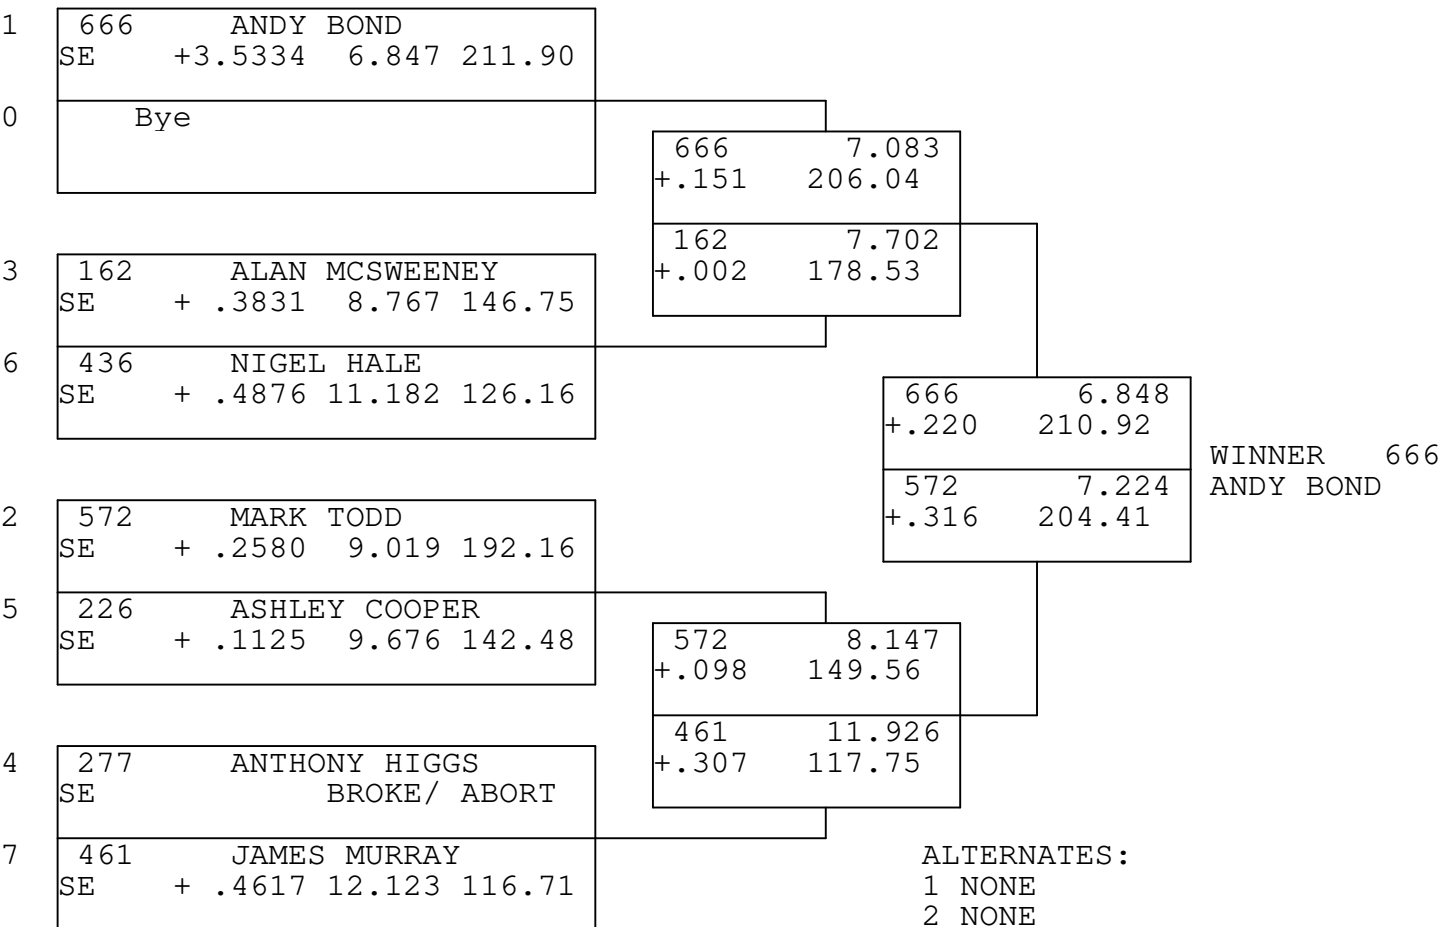 1 666 ANDY BOND
SE +3.5334 6.847 211.90
0 Bye
666 7.083
+.151 206.04
162 7.702
+.002 178.53
3 162 ALAN MCSWEENEY
SE + .3831 8.767 146.75
6 436 NIGEL HALE
SE + .4876 11.182 126.16
666 6.848
+.220 210.92
572 7.224
+.316 204.41
WINNER 666
ANDY BOND
2 572 MARK TODD
SE + .2580 9.019 192.16
5 226 ASHLEY COOPER
SE + .1125 9.676 142.48
572 8.147
+.098 149.56
461 11.926
+.307 117.75
4 277 ANTHONY HIGGS
SE BROKE/ ABORT
7 461 JAMES MURRAY
SE + .4617 12.123 116.71
ALTERNATES:
1 NONE
2 NONE